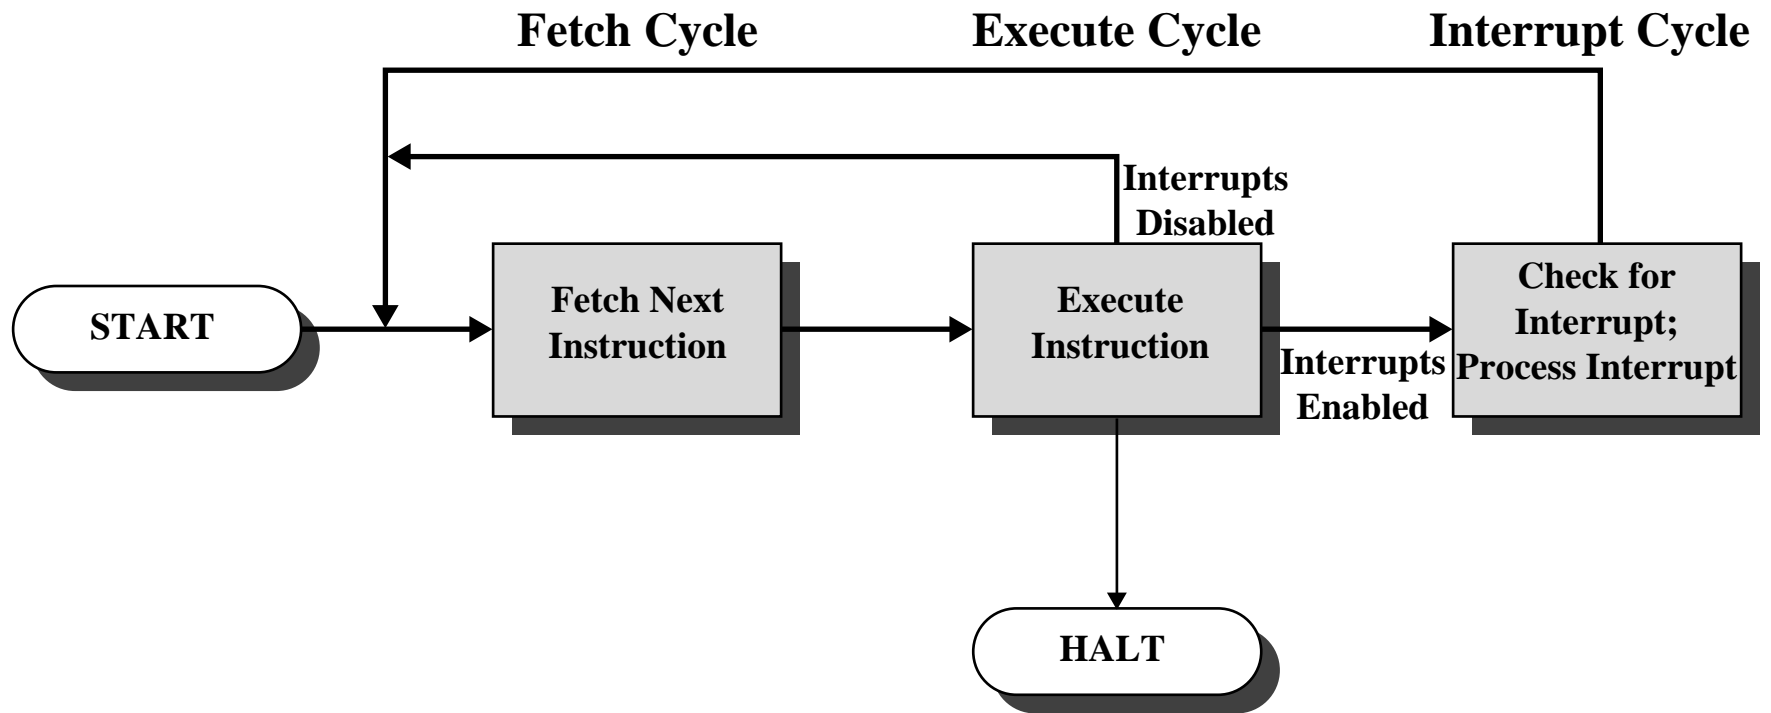 Fetch Cycle
Execute Cycle
Interrupt Cycle
Interrupts
Disabled
START
Fetch Next
Instruction
Execute
Instruction
Interrupts
Enabled
Check for
Interrupt;
Process Interrupt
HALT